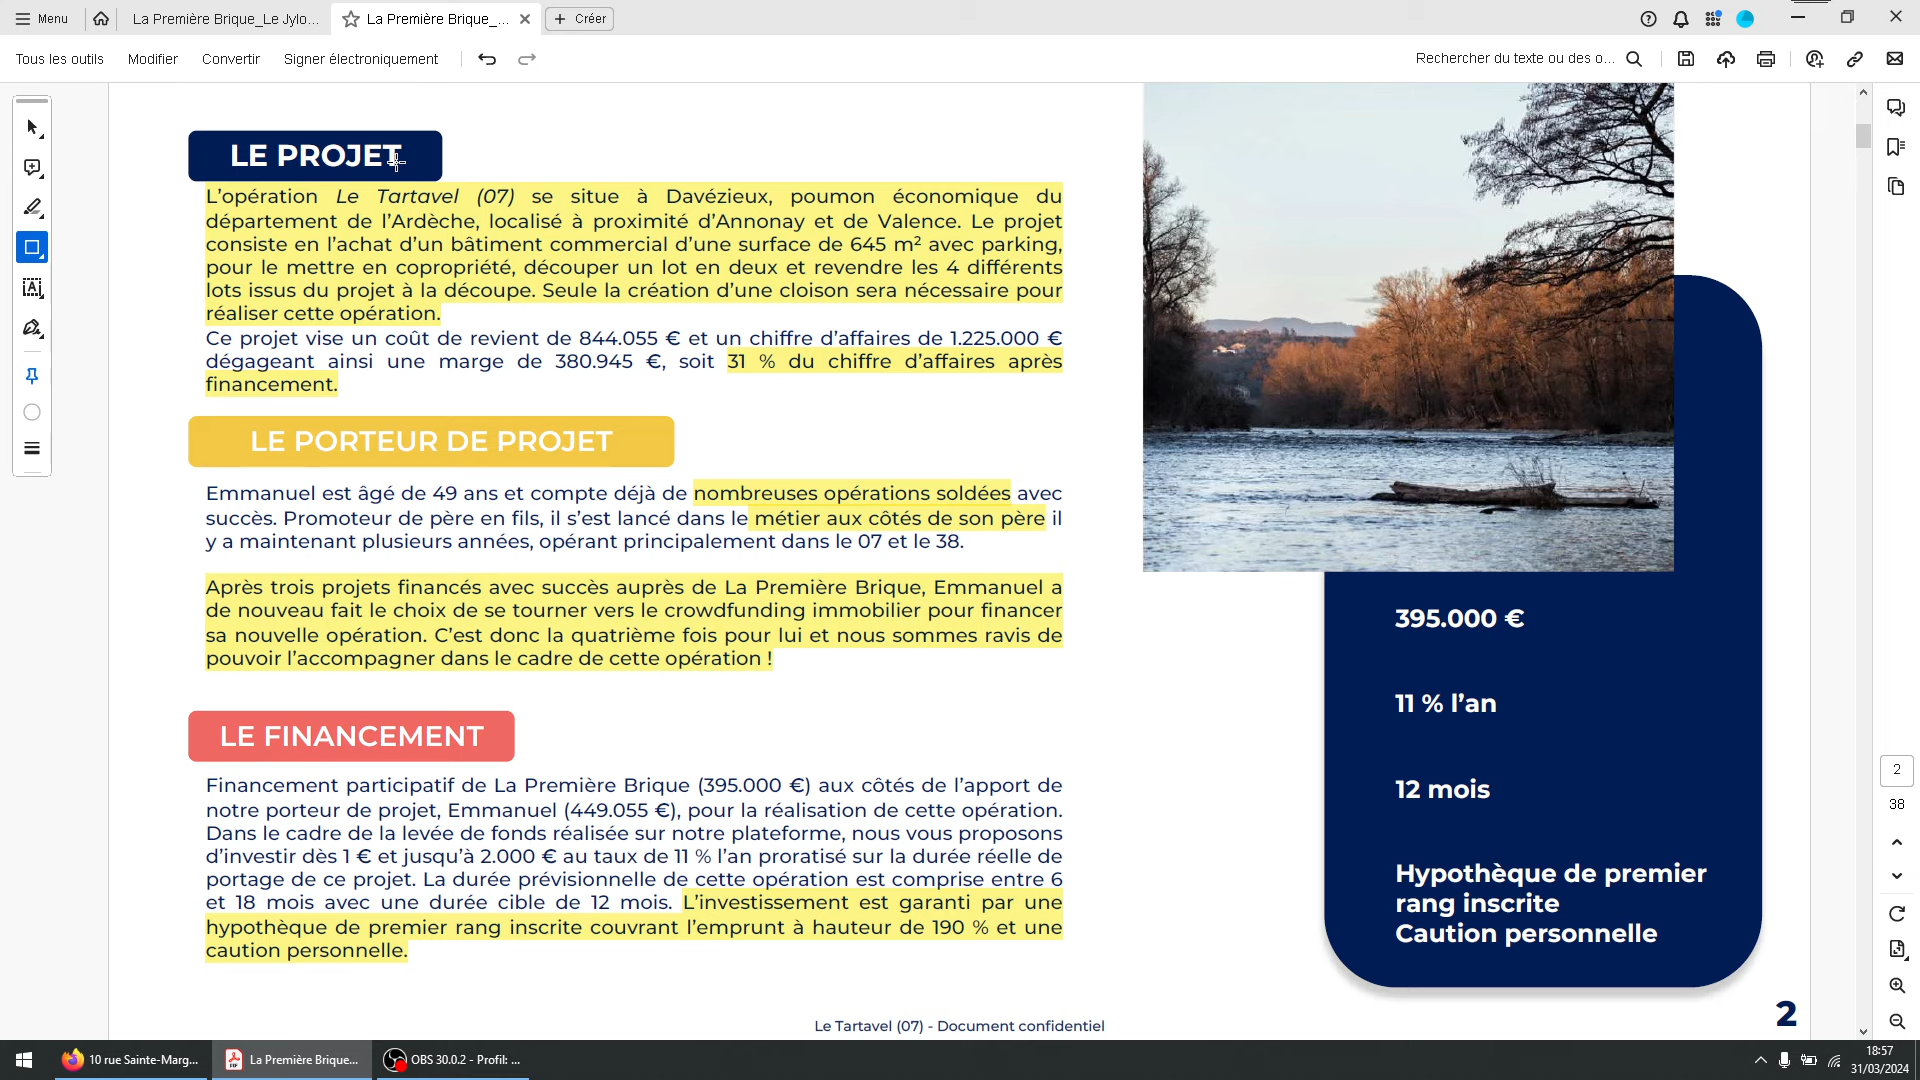 Menu
La Première Brique_Le Jylo...
La Première Brique_...
Créer
Tous les outils
Modifier
Convertir
Signer électroniquement
Rechercher du texte ou des o...
LE PROJET
L'opération Le Tartavel (07) se situe à Davézieux, poumon économique du
département de l'Ardèche, localisé à proximité d'Annonay et de Valence. Le projet
consiste en l'achat d'un bâtiment commercial d'une surface de 645 m² avec parking,
pour le mettre en copropriété, découper un lot en deux et revendre les 4 différents
lots issus du projet à la découpe. Seule la création d'une cloison sera nécessaire pour
réaliser cette opération.
Ce projet vise un coût de revient de 844.055 € et un chiffre d'affaires de 1.225.000 €
dégageant ainsi une marge de 380.945 €, soit 31 % du chiffre d'affaires après
financement.
LE PORTEUR DE PROJET
Emmanuel est âgé de 49 ans et compte déjà de nombreuses opérations soldées avec
succès. Promoteur de père en fils, il s'est lancé dans le métier aux côtés de son père il
y a maintenant plusieurs années, opérant principalement dans le 07 et le 38.
Après trois projets financés avec succès auprès de La Première Brique, Emmanuel a
de nouveau fait le choix de se tourner vers le crowdfunding immobilier pour financer
sa nouvelle opération. C'est donc la quatrième fois pour lui et nous sommes ravis de
pouvoir l'accompagner dans le cadre de cette opération !
LE FINANCEMENT
Financement participatif de La Première Brique (395.000 €) aux côtés de l'apport de
notre porteur de projet, Emmanuel (449.055 €), pour la réalisation de cette opération.
Dans le cadre de la levée de fonds réalisée sur notre plateforme, nous vous proposons
d'investir dès 1 € et jusqu'à 2.000 € au taux de 11 % l'an proratisé sur la durée réelle de
portage de ce projet. La durée prévisionnelle de cette opération est comprise entre 6
et 18 mois avec une durée cible de 12 mois. L'investissement est garanti par une
hypothèque de premier rang inscrite couvrant l'emprunt à hauteur de 190 % et une
caution personnelle.
395.000 €
11 % l'an
12 mois
Hypothèque de premier
rang inscrite
Caution personnelle
2
Le Tartavel (07) - Document confidentiel
2
38
10 rue Sainte-Marg...
La Première Brique...
OBS 30.0.2 - Profil: ...
18:57
31/03/2024